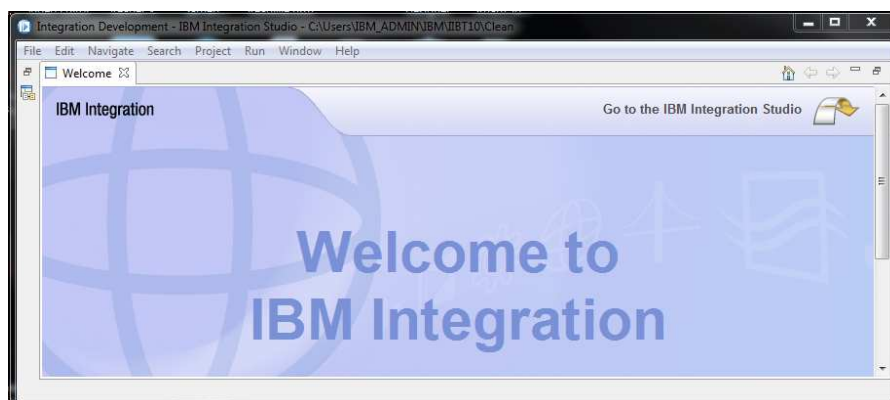 Integration Development - IBM Integration Studio - C:\Users\IBM_ADMIN\IBM\IIBT10\Clean
File Edit Navigate Search Project Run Window Help
Welcome
IBM Integration
Go to the IBM Integration Studio
Welcome to
IBM Integration